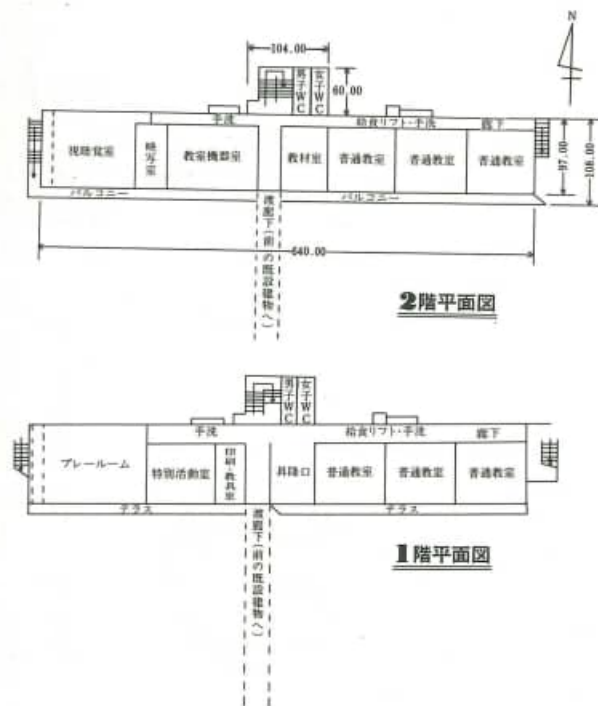 N
104.00
男子WC
女子WC
60.00
手洗
給食リフト・手洗
廊下
視聴覚室
映写室
教室機器室
教材室
普通教室
普通教室
普通教室
97.00
108.00
バルコニー
バルコニー
渡廊下(前の既設建物へ)
640.00
2階平面図
男子WC
女子WC
手洗
給食リフト・手洗
廊下
プレールーム
特別活動室
印刷・教具室
昇降口
普通教室
普通教室
普通教室
テラス
テラス
渡廊下(前の既設建物へ)
1階平面図